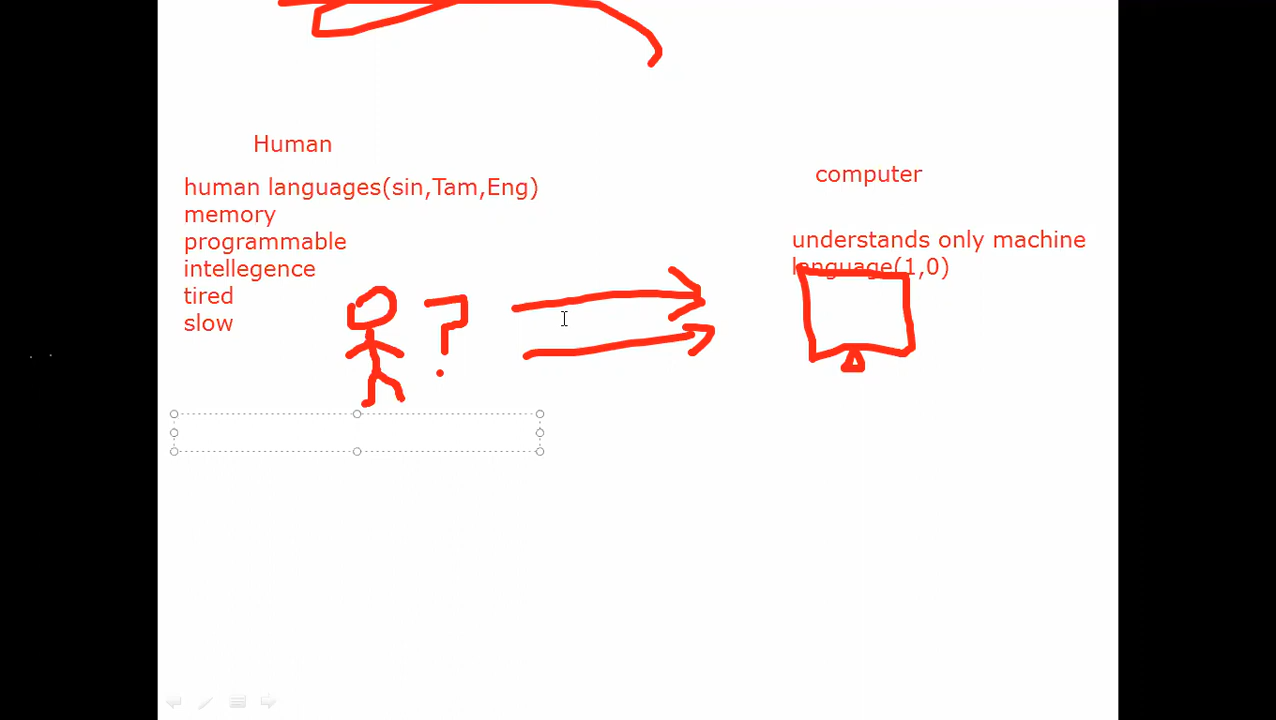 Human
human languages(sin,Tam,Eng)
memory
programmable
intellegence
tired
slow
?
computer
understands only machine
language(1,0)